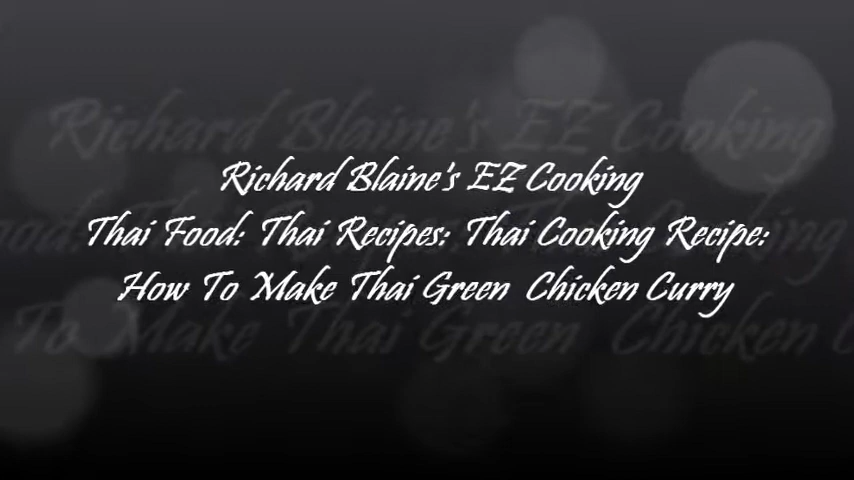 Richard Blaine's EZ Cooking
Thai Food: Thai Recipes: Thai Cooking Recipe:
How To Make Thai Green Chicken Curry